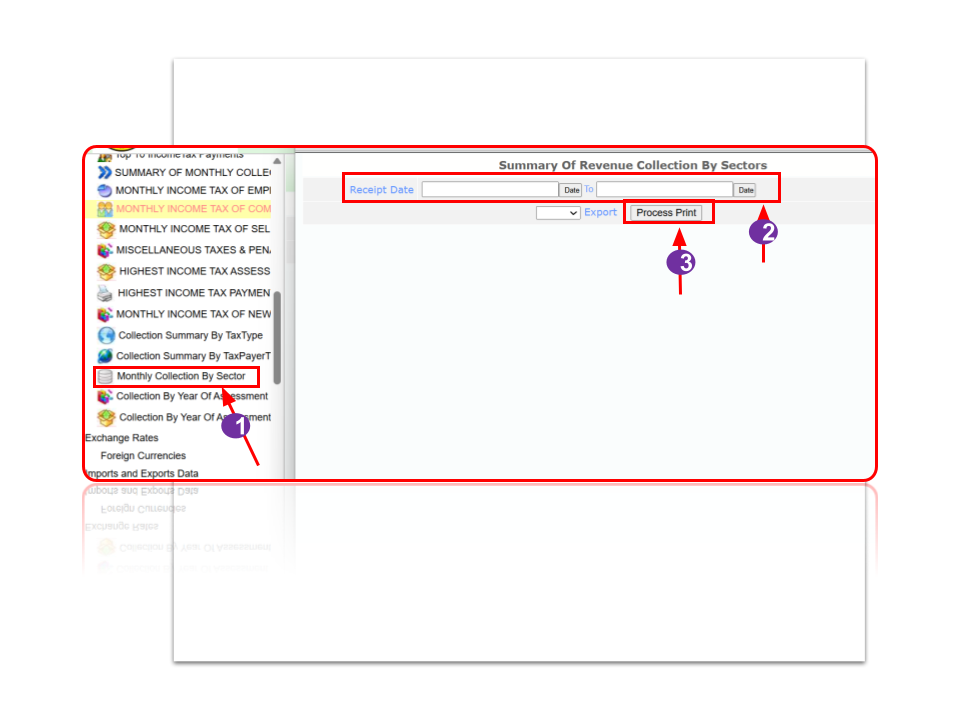 Top 10 IncomeTax Payments
SUMMARY OF MONTHLY COLLE
MONTHLY INCOME TAX OF EMP
MONTHLY INCOME TAX OF COM
MONTHLY INCOME TAX OF SEL
MISCELLANEOUS TAXES & PEN
HIGHEST INCOME TAX ASSESS
HIGHEST INCOME TAX PAYMEN
MONTHLY INCOME TAX OF NEW
Collection Summary By TaxType
Collection Summary By TaxPayerT
Monthly Collection By Sector
Collection By Year Of Assessment
Collection By Year Of Assessment
Exchange Rates
Foreign Currencies
Imports and Exports Data
1
Summary Of Revenue Collection By Sectors
Receipt Date Date To Date
Export Process Print
2
3